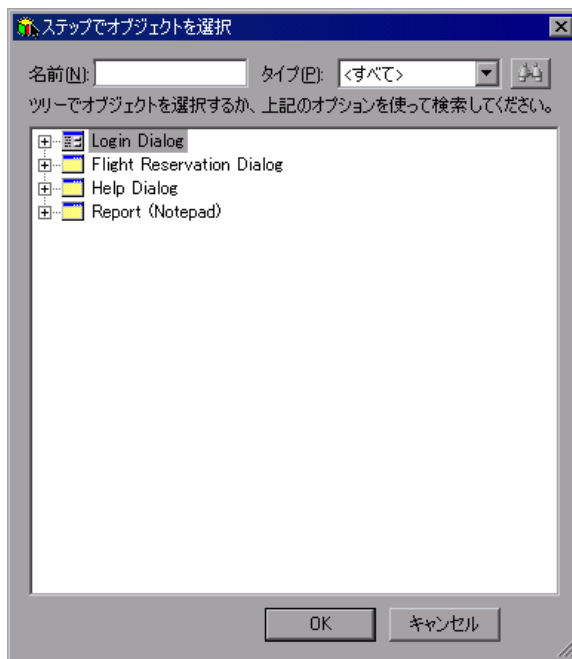 ステップでオブジェクトを選択
名前(N): タイプ(P): <すべて>
ツリーでオブジェクトを選択するか、上記のオプションを使って検索してください。
Login Dialog
Flight Reservation Dialog
Help Dialog
Report (Notepad)
OK キャンセル